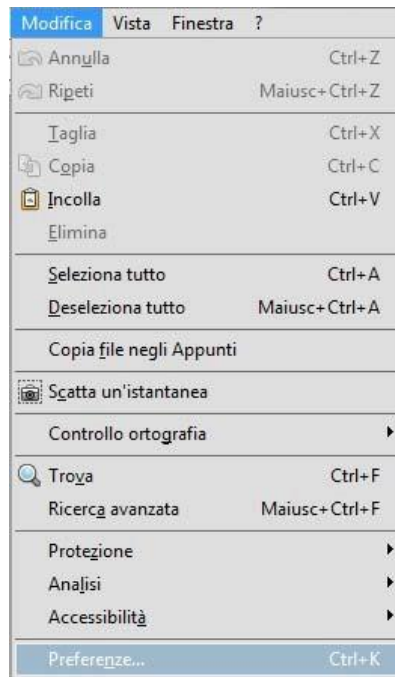 Modifica Vista Finestra ?
Annulla Ctrl+Z
Ripeti Maiusc+Ctrl+Z
Taglia Ctrl+X
Copia Ctrl+C
Incolla Ctrl+V
Elimina
Seleziona tutto Ctrl+A
Deseleziona tutto Maiusc+Ctrl+A
Copia file negli Appunti
Scatta un'istantanea
Controllo ortografia
Trova Ctrl+F
Ricerca avanzata Maiusc+Ctrl+F
Protezione
Analisi
Accessibilità
Preferenze... Ctrl+K